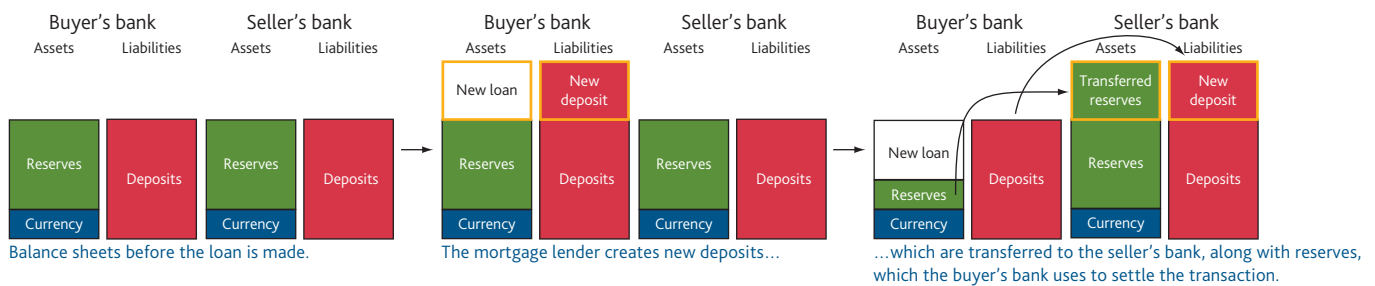 Buyer's bank
Seller's bank
Assets
Liabilities
Assets
Liabilities
Reserves
Currency
Deposits
Reserves
Currency
Deposits
Balance sheets before the loan is made.
Buyer's bank
Seller's bank
Assets
Liabilities
Assets
Liabilities
New loan
New
deposit
Reserves
Currency
Deposits
Reserves
Currency
Deposits
The mortgage lender creates new deposits…
Buyer's bank
Seller's bank
Assets
Liabilities
Assets
Liabilities
Transferred
reserves
New
deposit
New loan
Reserves
Currency
Deposits
Reserves
Currency
Deposits
…which are transferred to the seller's bank, along with reserves,
which the buyer's bank uses to settle the transaction.